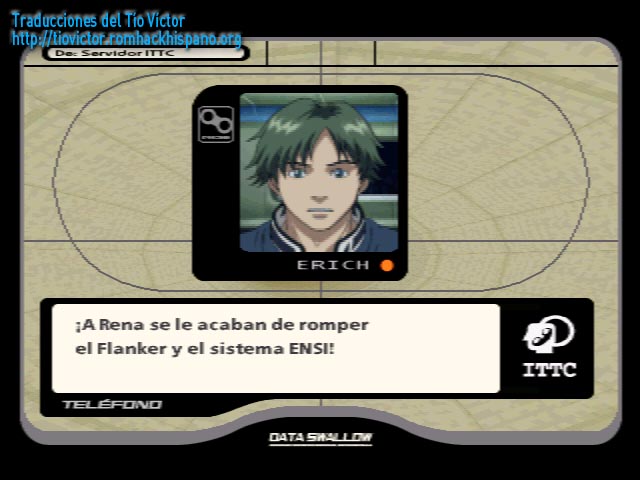 Traducciones del Tio Victor
http://tiovictor.romhackhispano.org
De: Servidor ITTC
ERICH
¡A Rena se le acaban de romper
el Flanker y el sistema ENSI!
ITTC
TELÉFONO
DATA SWALLOW